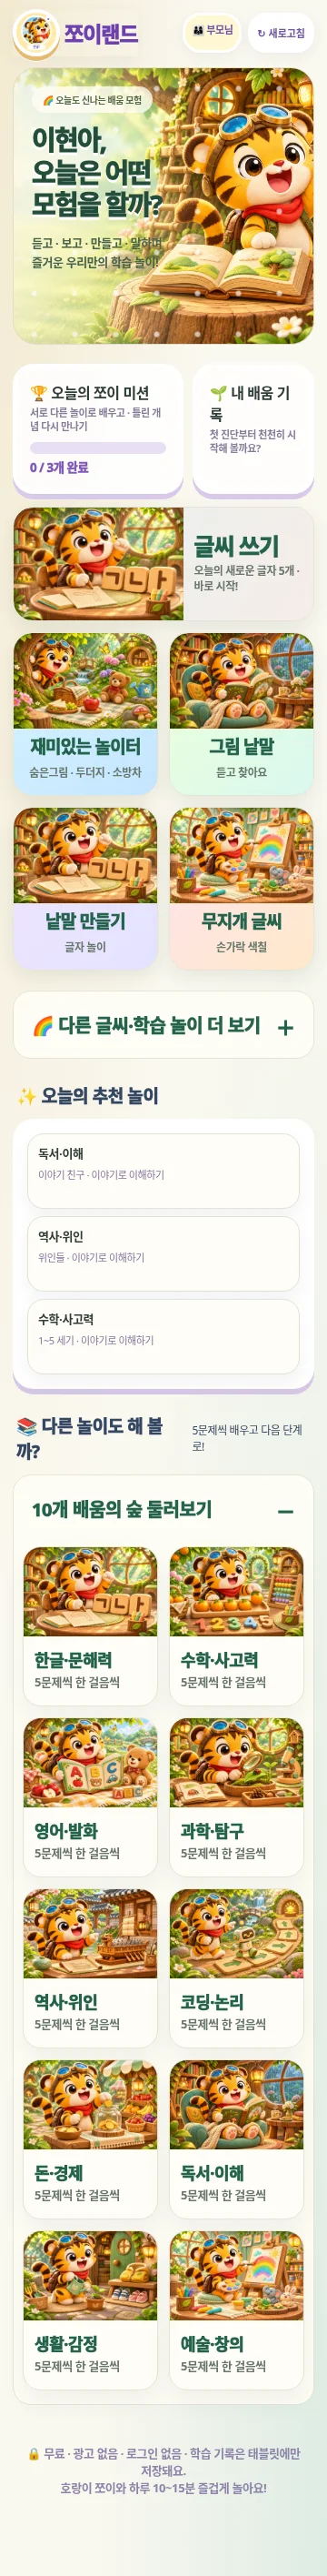 쪼이랜드
👪 부모님
↻ 새로고침
🌈 오늘도 신나는 배움 모험
이현아,
오늘은 어떤
모험을 할까?
듣고 · 보고 · 만들고 · 말하며
즐거운 우리만의 학습 놀이!
🏆 오늘의 쪼이 미션
서로 다른 놀이로 배우고 · 틀린 개
념 다시 만나기
0 / 3개 완료
🌱 내 배움 기
록
첫 진단부터 천천히 시
작해 볼까요?
글씨 쓰기
오늘의 새로운 글자 5개 ·
바로 시작!
재미있는 놀이터
숨은그림 · 두더지 · 소방차
그림 낱말
듣고 찾아요
낱말 만들기
글자 놀이
무지개 글씨
손가락 색칠
🌈 다른 글씨·학습 놀이 더 보기 +
✨ 오늘의 추천 놀이
독서·이해
이야기 친구 · 이야기로 이해하기
역사·위인
위인들 · 이야기로 이해하기
수학·사고력
1~5 세기 · 이야기로 이해하기
📚 다른 놀이도 해 볼
까?
5문제씩 배우고 다음 단계
로!
10개 배움의 숲 둘러보기 −
한글·문해력
5문제씩 한 걸음씩
수학·사고력
5문제씩 한 걸음씩
영어·발화
5문제씩 한 걸음씩
과학·탐구
5문제씩 한 걸음씩
역사·위인
5문제씩 한 걸음씩
코딩·논리
5문제씩 한 걸음씩
돈·경제
5문제씩 한 걸음씩
독서·이해
5문제씩 한 걸음씩
생활·감정
5문제씩 한 걸음씩
예술·창의
5문제씩 한 걸음씩
🔒 무료 · 광고 없음 · 로그인 없음 · 학습 기록은 태블릿에만
저장돼요.
호랑이 쪼이와 하루 10~15분 즐겁게 놀아요!